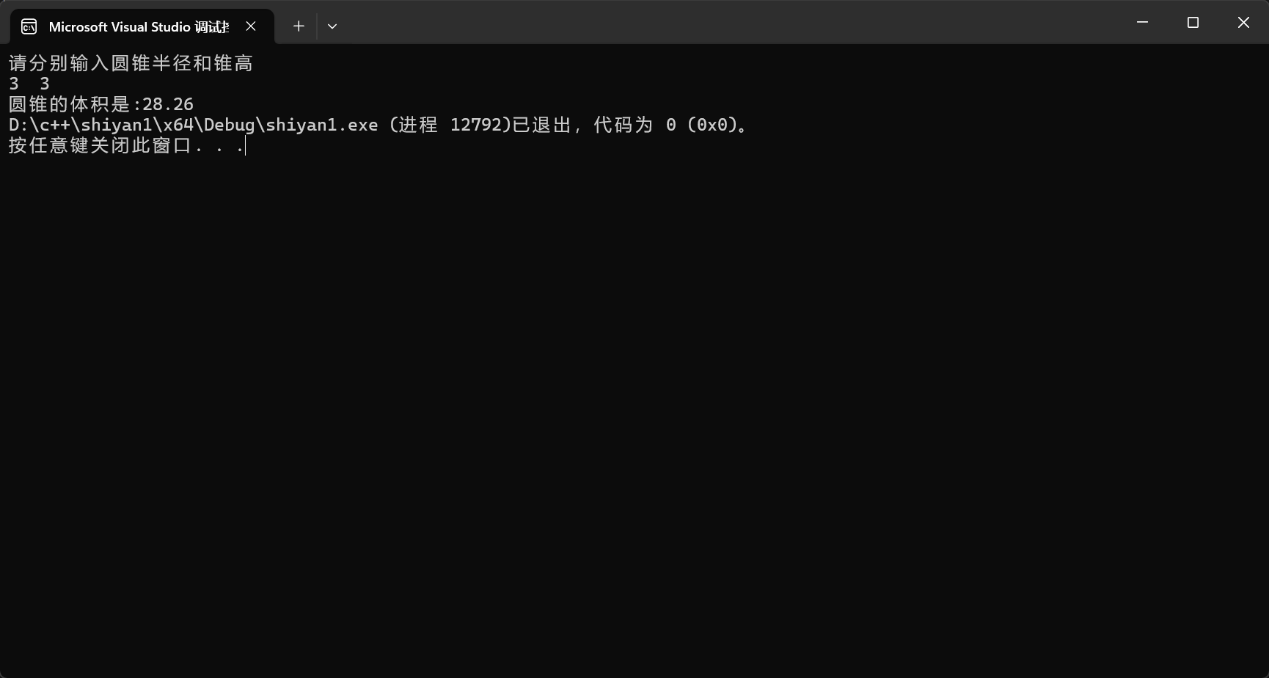 Microsoft Visual Studio 调试控
请分别输入圆锥半径和锥高
3  3
圆锥的体积是:28.26
D:\c++\shiyan1\x64\Debug\shiyan1.exe (进程 12792)已退出，代码为 0 (0x0)。
按任意键关闭此窗口. . .